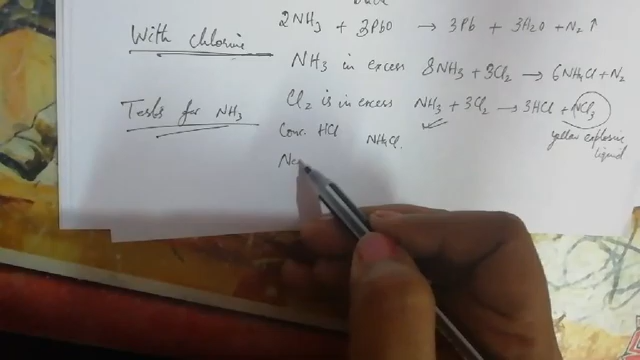 2NH3 + 3PbO → 3Pb + 3H2O + N2 ↑
With chlorine
NH3 in excess 8NH3 + 3Cl2 → 6NH4Cl + N2
Cl2 is in excess NH3 + 3Cl2 → 3HCl + NCl3
yellow explosive
liquid
Tests for NH3
Conc. HCl NH4Cl.
Ne